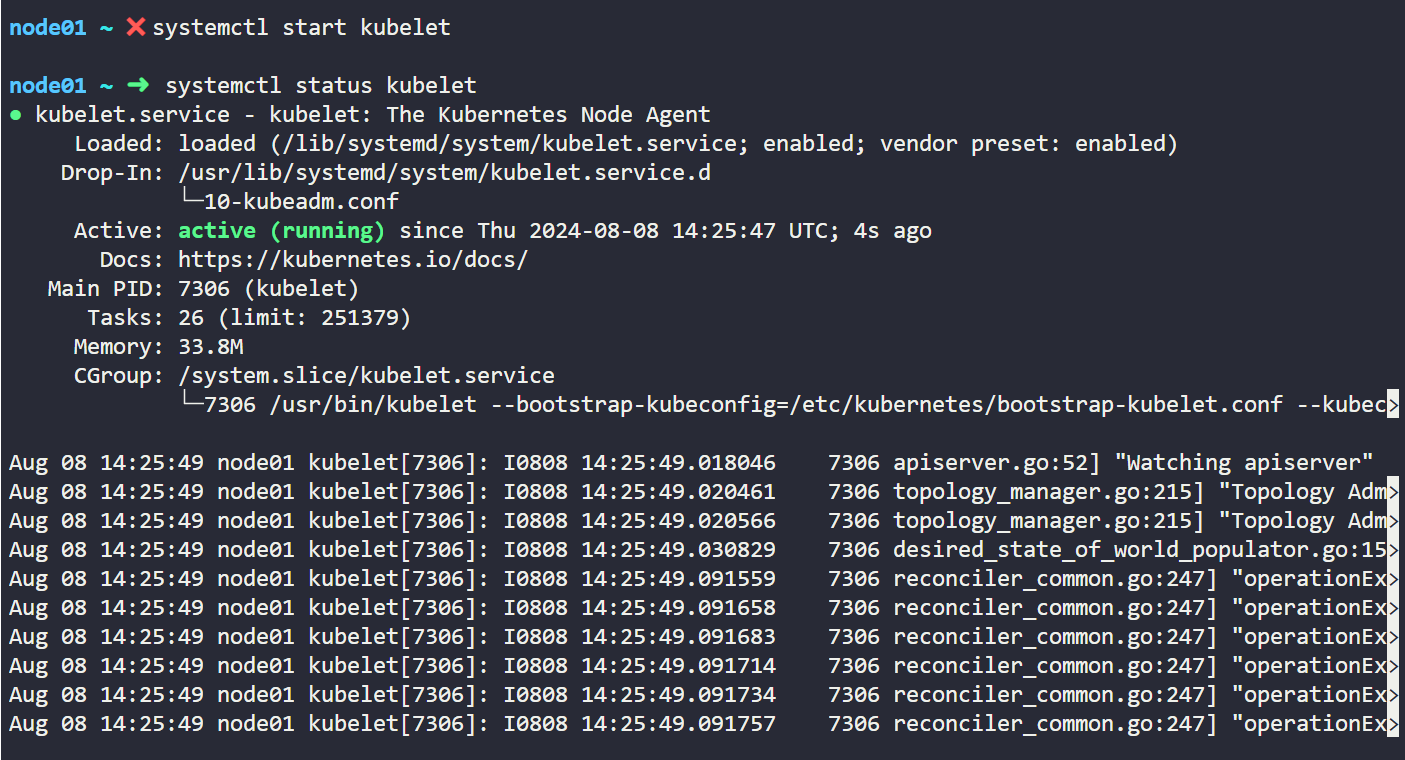 node01 ~ ❌ systemctl start kubelet
node01 ~ ➜ systemctl status kubelet
● kubelet.service - kubelet: The Kubernetes Node Agent
Loaded: loaded (/lib/systemd/system/kubelet.service; enabled; vendor preset: enabled)
Drop-In: /usr/lib/systemd/system/kubelet.service.d
└─10-kubeadm.conf
Active: active (running) since Thu 2024-08-08 14:25:47 UTC; 4s ago
Docs: https://kubernetes.io/docs/
Main PID: 7306 (kubelet)
Tasks: 26 (limit: 251379)
Memory: 33.8M
CGroup: /system.slice/kubelet.service
└─7306 /usr/bin/kubelet --bootstrap-kubeconfig=/etc/kubernetes/bootstrap-kubelet.conf --kubec>
Aug 08 14:25:49 node01 kubelet[7306]: I0808 14:25:49.018046 7306 apiserver.go:52] "Watching apiserver"
Aug 08 14:25:49 node01 kubelet[7306]: I0808 14:25:49.020461 7306 topology_manager.go:215] "Topology Adm>
Aug 08 14:25:49 node01 kubelet[7306]: I0808 14:25:49.020566 7306 topology_manager.go:215] "Topology Adm>
Aug 08 14:25:49 node01 kubelet[7306]: I0808 14:25:49.030829 7306 desired_state_of_world_populator.go:15>
Aug 08 14:25:49 node01 kubelet[7306]: I0808 14:25:49.091559 7306 reconciler_common.go:247] "operationEx>
Aug 08 14:25:49 node01 kubelet[7306]: I0808 14:25:49.091658 7306 reconciler_common.go:247] "operationEx>
Aug 08 14:25:49 node01 kubelet[7306]: I0808 14:25:49.091683 7306 reconciler_common.go:247] "operationEx>
Aug 08 14:25:49 node01 kubelet[7306]: I0808 14:25:49.091714 7306 reconciler_common.go:247] "operationEx>
Aug 08 14:25:49 node01 kubelet[7306]: I0808 14:25:49.091734 7306 reconciler_common.go:247] "operationEx>
Aug 08 14:25:49 node01 kubelet[7306]: I0808 14:25:49.091757 7306 reconciler_common.go:247] "operationEx>